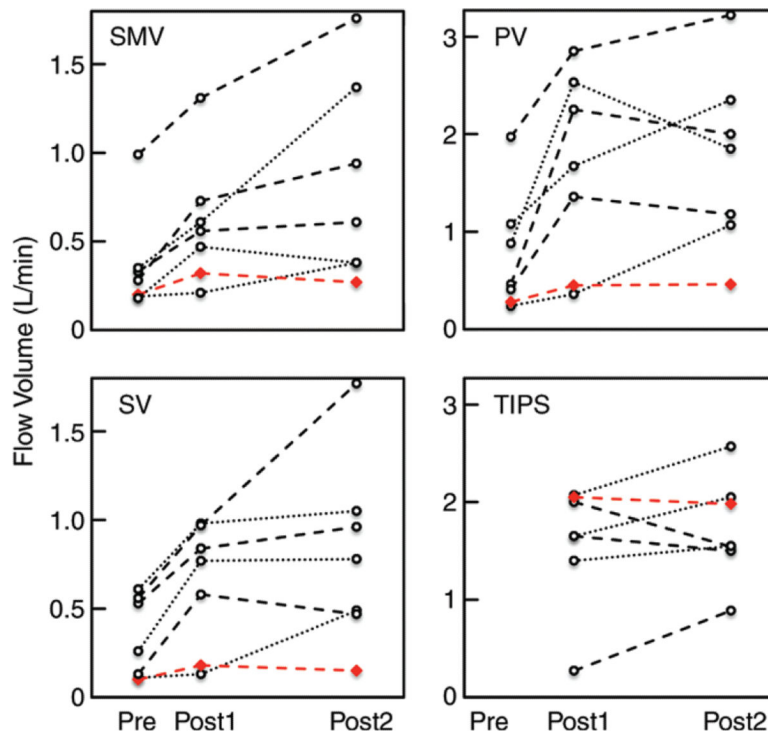 SMV
1.5
1.0
0.5
0
PV
3
2
1
0
Flow Volume (L/min)
SV
1.5
1.0
0.5
0
Pre Post1 Post2
TIPS
3
2
1
0
Pre Post1 Post2